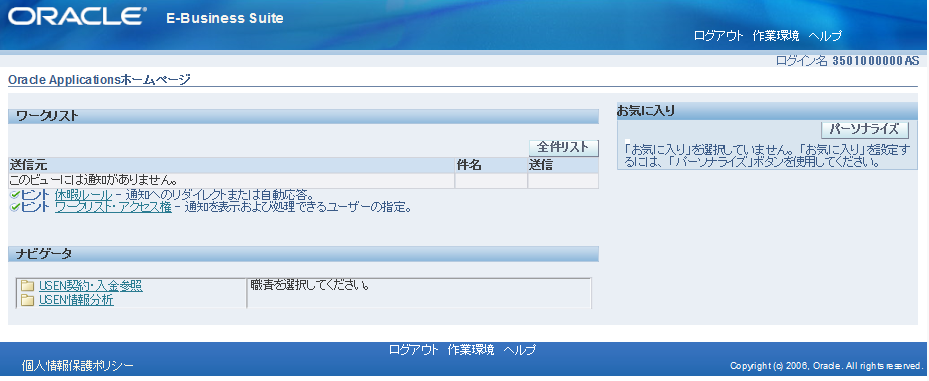 ORACLE® E-Business Suite
ログアウト 作業環境 ヘルプ
ログイン名 3501000000AS
Oracle Applicationsホームページ
ワークリスト
全件リスト
送信元 件名 送信
このビューには通知がありません。
ヒント 休暇ルール - 通知へのリダイレクトまたは自動応答。
ヒント ワークリスト・アクセス権 - 通知を表示および処理できるユーザーの指定。
お気に入り
パーソナライズ
「お気に入り」を選択していません。「お気に入り」を設定す
るには、「パーソナライズ」ボタンを使用してください。
ナビゲータ
USEN契約・入金参照
USEN情報分析
職責を選択してください。
ログアウト 作業環境 ヘルプ
個人情報保護ポリシー
Copyright (c) 2006, Oracle. All rights reserved.